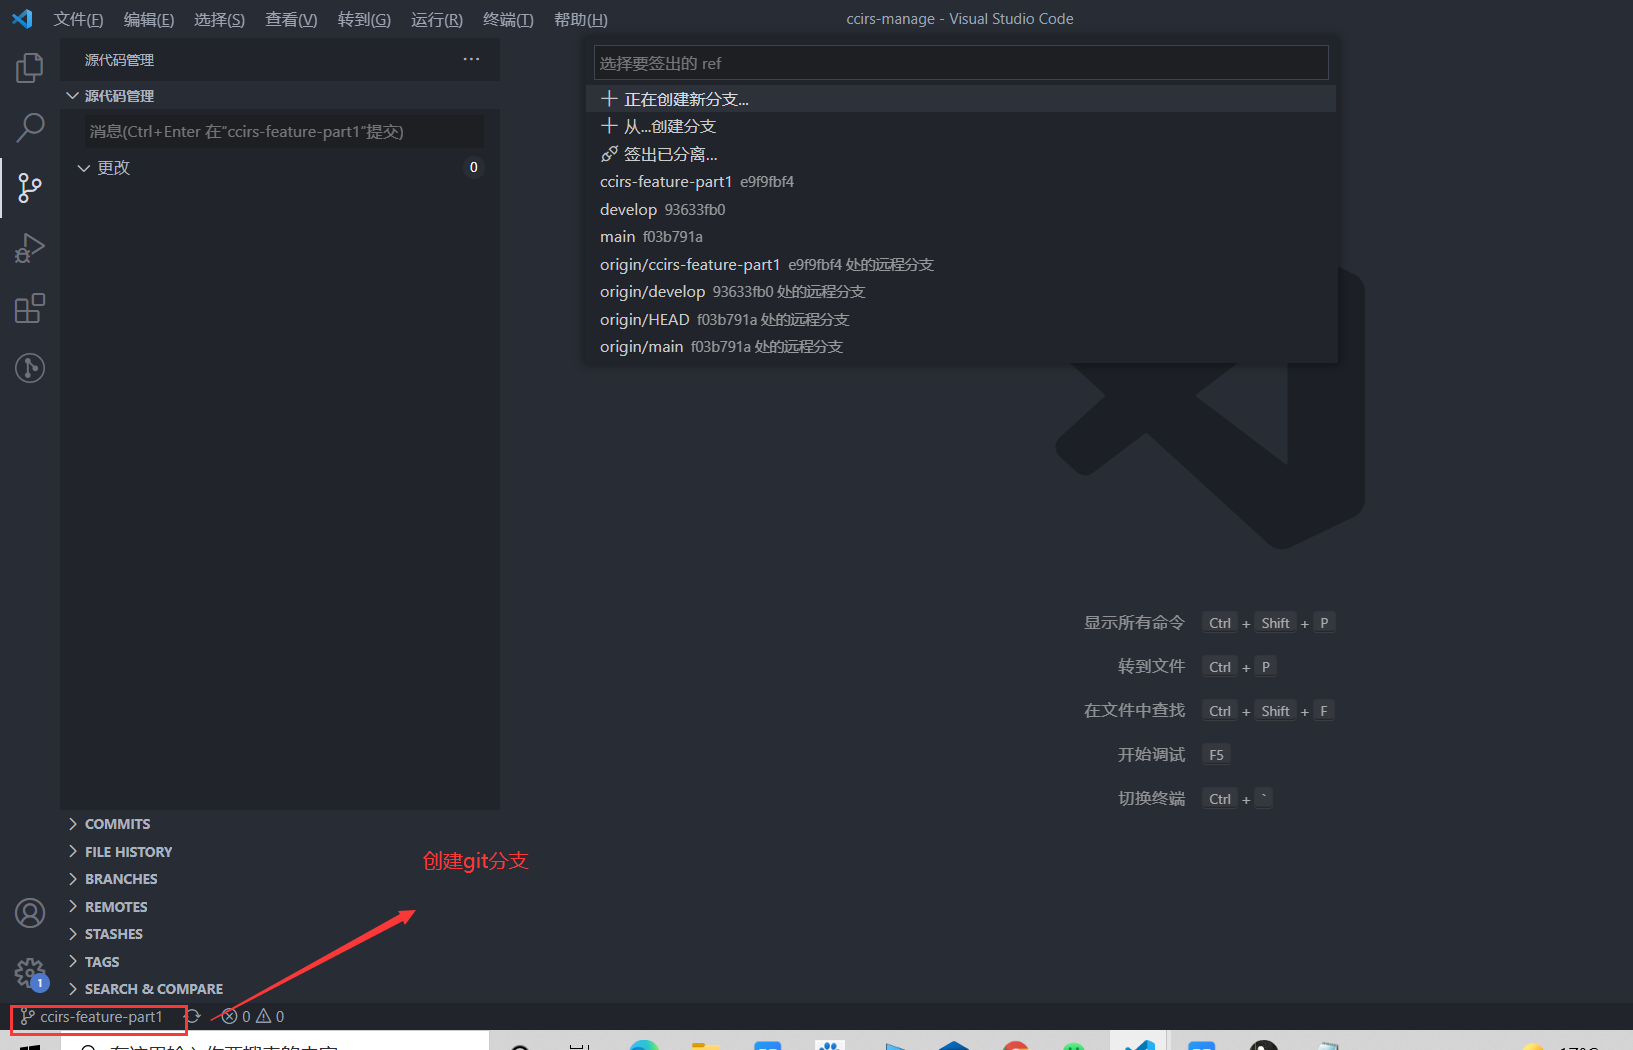 文件(F) 编辑(E) 选择(S) 查看(V) 转到(G) 运行(R) 终端(T) 帮助(H) ccirs-manage - Visual Studio Code
源代码管理 ···
源代码管理
消息(Ctrl+Enter 在"ccirs-feature-part1"提交)
更改 0
选择要签出的 ref
正在创建新分支...
从...创建分支
签出已分离...
ccirs-feature-part1 e9f9fbf4
develop 93633fb0
main f03b791a
origin/ccirs-feature-part1 e9f9fbf4 处的远程分支
origin/develop 93633fb0 处的远程分支
origin/HEAD f03b791a 处的远程分支
origin/main f03b791a 处的远程分支
显示所有命令 Ctrl + Shift + P
转到文件 Ctrl + P
在文件中查找 Ctrl + Shift + F
开始调试 F5
切换终端 Ctrl + `
COMMITS
FILE HISTORY
BRANCHES
REMOTES
STASHES
TAGS
SEARCH & COMPARE
创建git分支
1
ccirs-feature-part1 0 0